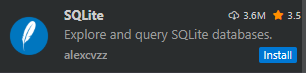 SQLite 3.6M 3.5
Explore and query SQLite databases.
alexcvzz Install